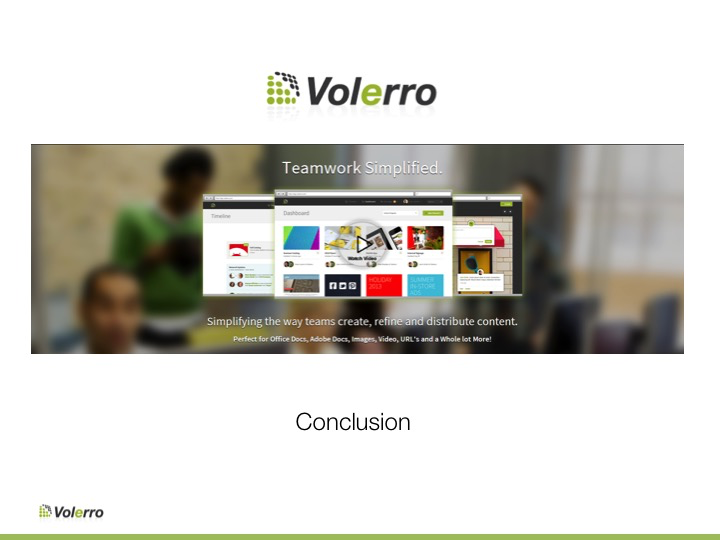 Volerro
Teamwork Simplified.
Timeline
Dashboard
Watch Video
HOLIDAY
2013
SUMMER
IN STORE
ADS
Simplifying the way teams create, refine and distribute content.
Perfect for Office Docs, Adobe Docs, Images, Video, URL's and a Whole lot More!
Conclusion
Volerro